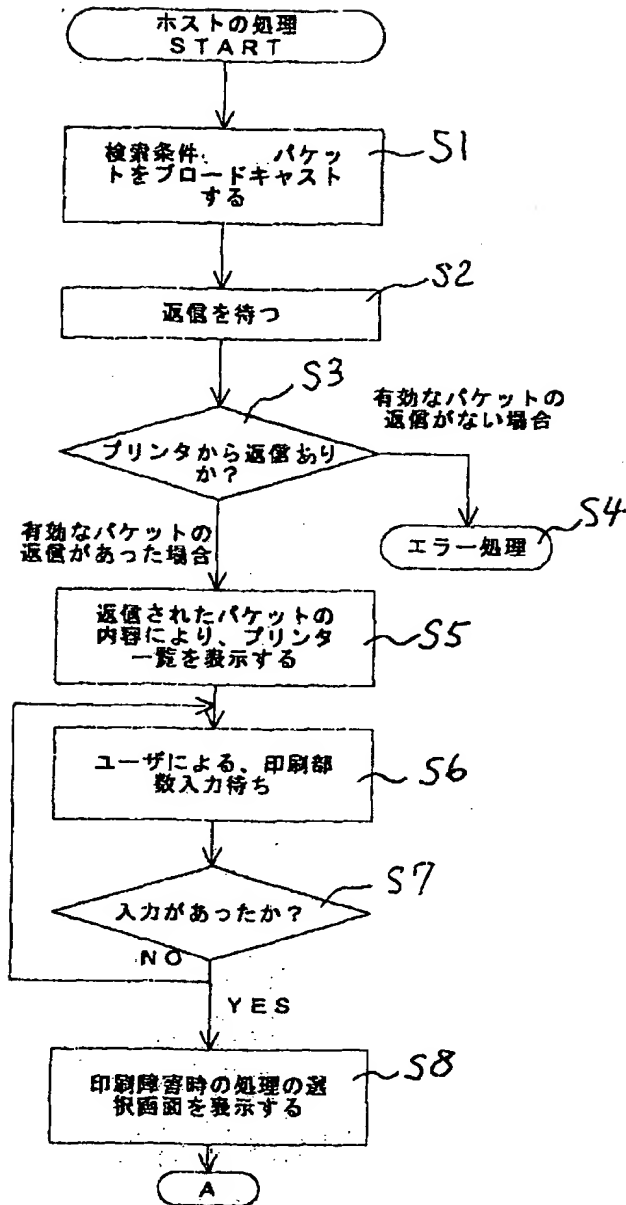 ホストの処理
START
検索条件、 パケッ
トをブロードキャスト
する
S1
返信を待つ
S2
プリンタから返信あり
か?
S3
有効なパケットの
返信がない場合
エラー処理
S4
有効なパケットの
返信があった場合
返信されたパケットの
内容により、プリンタ
一覧を表示する
S5
ユーザによる、印刷部
数入力待ち
S6
入力があったか?
S7
NO
YES
印刷障害時の処理の選
択画面を表示する
S8
A